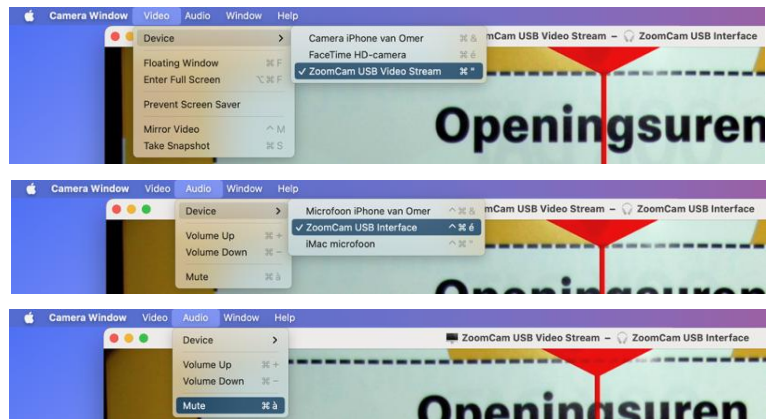 Camera Window Video Audio Window Help
Device >
Camera iPhone van Omer ⌘ &
mCam USB Video Stream – ZoomCam USB Interface
FaceTime HD-camera ⌘ é
Floating Window ⌘ F
✓ ZoomCam USB Video Stream ⌘ "
Enter Full Screen ⌥ ⌘ F
Prevent Screen Saver
Mirror Video ^ M
Take Snapshot ⌘ S
Openingsuren
Camera Window Video Audio Window Help
Device >
Microfoon iPhone van Omer ^ ⌘ &
mCam USB Video Stream – ZoomCam USB Interface
✓ ZoomCam USB Interface ^ ⌘ é
Volume Up ⌘ +
iMac microfoon ^ ⌘ "
Volume Down ⌘ –
Mute ⌘ à
Openingsuren
Camera Window Video Audio Window Help
Device >
ZoomCam USB Video Stream – ZoomCam USB Interface
Volume Up ⌘ +
Volume Down ⌘ –
Mute ⌘ à
Openingsuren